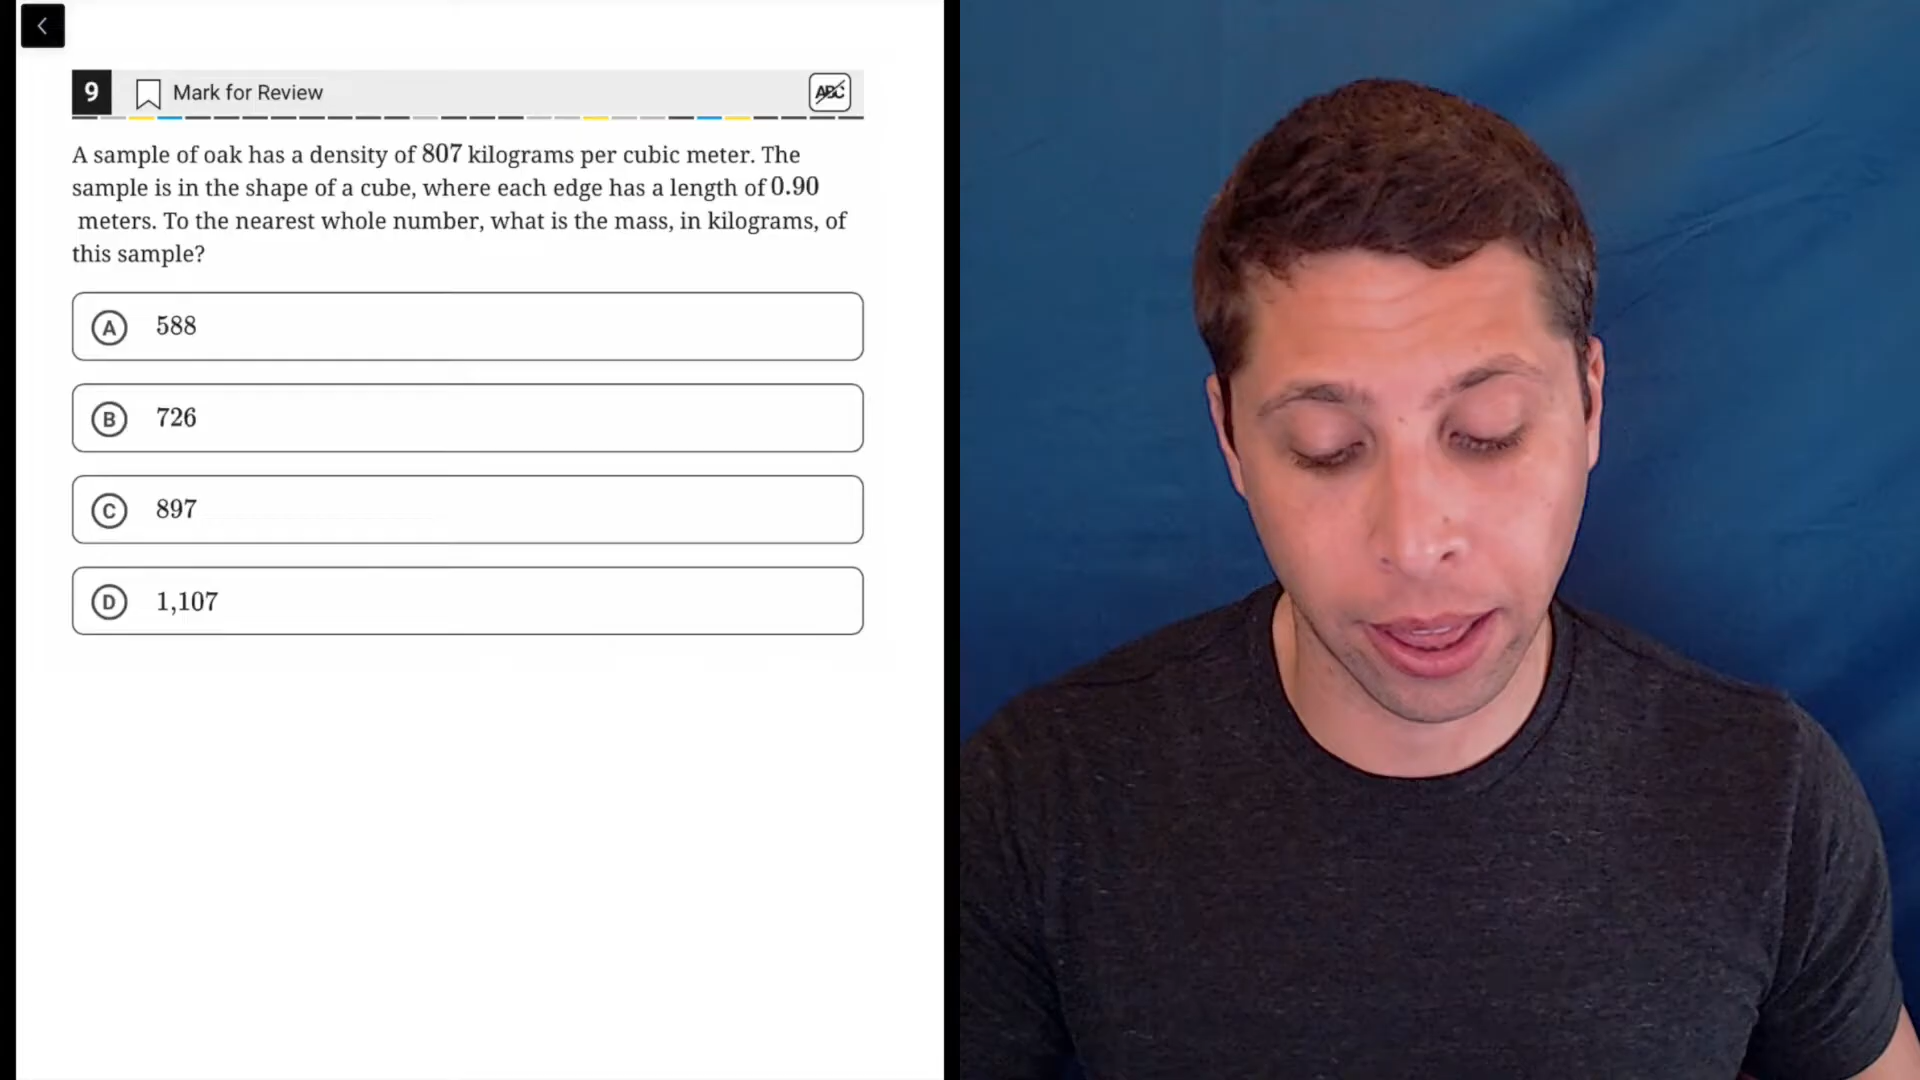 9 Mark for Review ABC
A sample of oak has a density of 807 kilograms per cubic meter. The
sample is in the shape of a cube, where each edge has a length of 0.90
meters. To the nearest whole number, what is the mass, in kilograms, of
this sample?
A 588
B 726
C 897
D 1,107